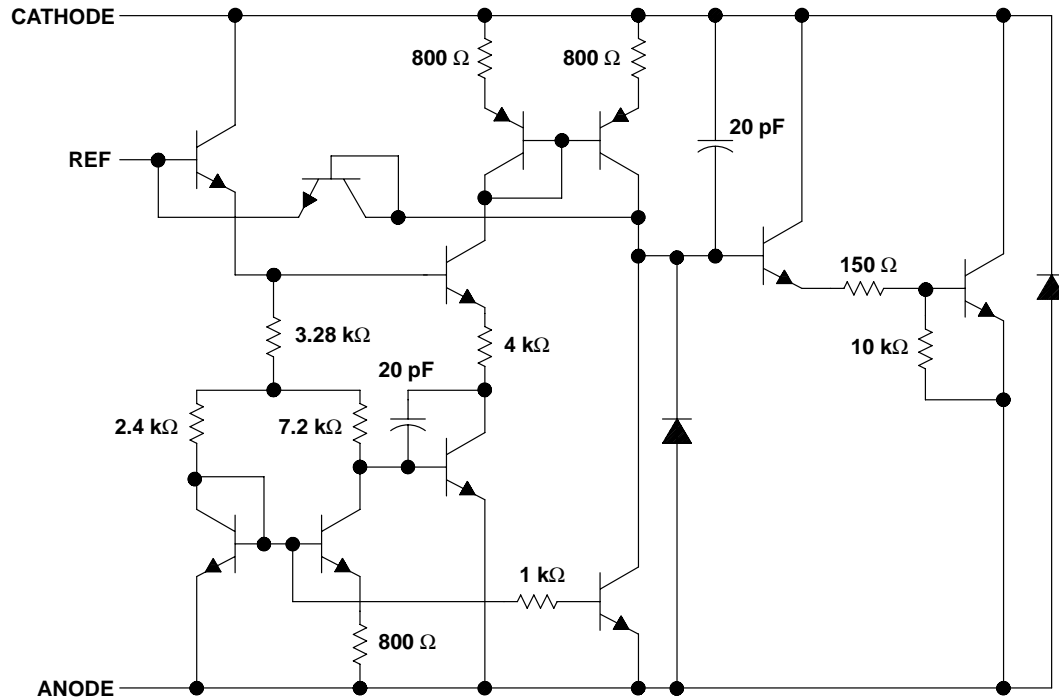 CATHODE
800 Ω
800 Ω
20 pF
REF
150 Ω
3.28 kΩ
4 kΩ
10 kΩ
20 pF
2.4 kΩ
7.2 kΩ
1 kΩ
800 Ω
ANODE